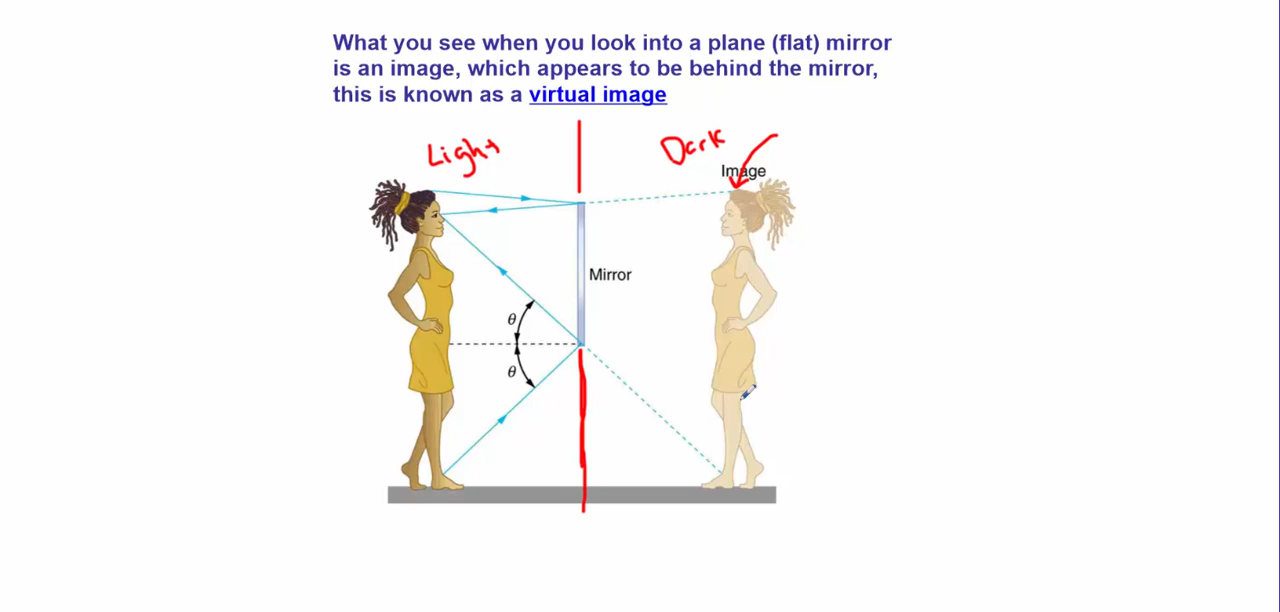 What you see when you look into a plane (flat) mirror
is an image, which appears to be behind the mirror,
this is known as a virtual image
Light
Dark
Image
Mirror
θ
θ